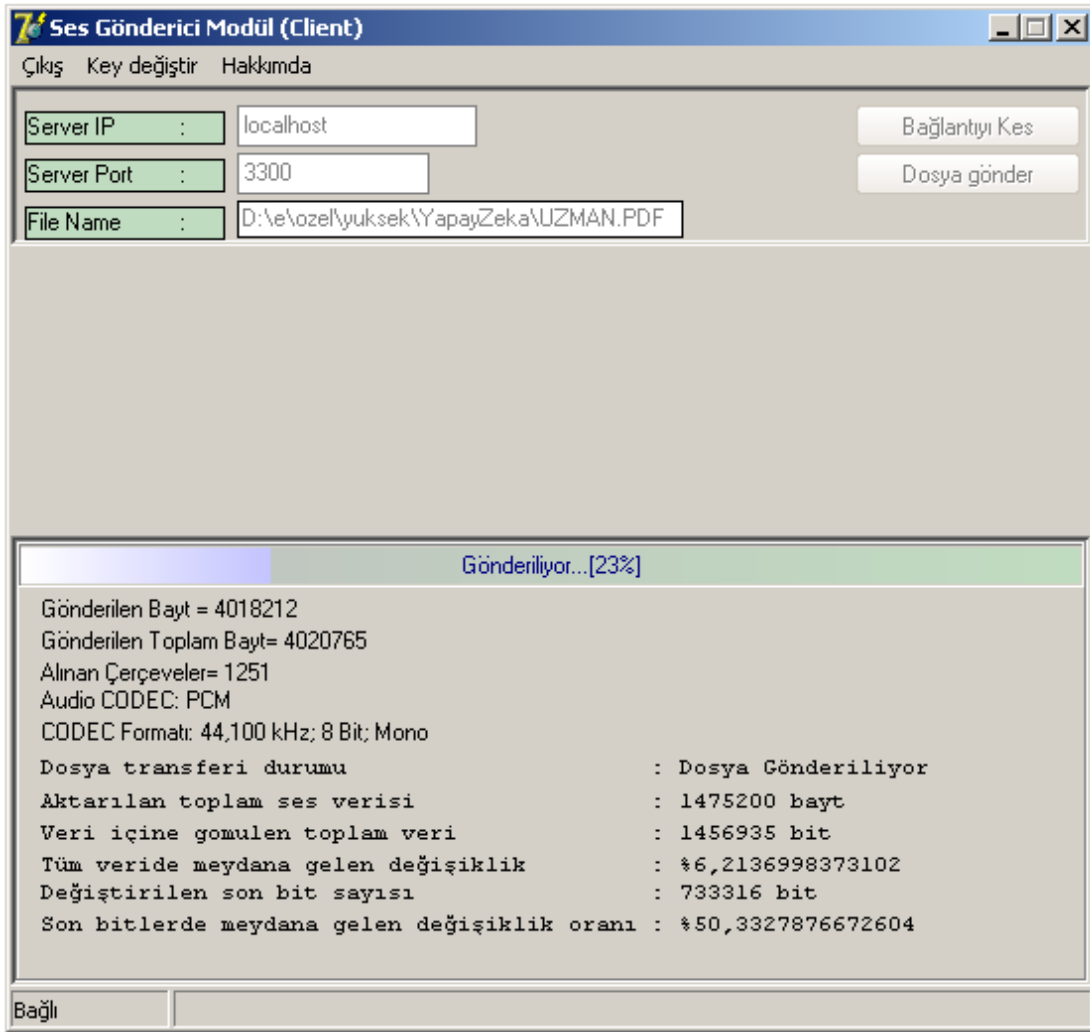 Ses Gönderici Modül (Client)
Çıkış Key değiştir Hakkımda
Server IP : localhost Bağlantıyı Kes
Server Port : 3300 Dosya gönder
File Name : D:\e\ozel\yuksek\YapayZeka\UZMAN.PDF
Gönderiliyor...[23%]
Gönderilen Bayt = 4018212
Gönderilen Toplam Bayt= 4020765
Alınan Çerçeveler= 1251
Audio CODEC: PCM
CODEC Formatı: 44,100 kHz; 8 Bit; Mono
Dosya transferi durumu : Dosya Gönderiliyor
Aktarılan toplam ses verisi : 1475200 bayt
Veri içine gomulen toplam veri : 1456935 bit
Tüm veride meydana gelen değişiklik : %6,2136998373102
Değiştirilen son bit sayısı : 733316 bit
Son bitlerde meydana gelen değişiklik oranı : %50,3327876672604
Bağlı